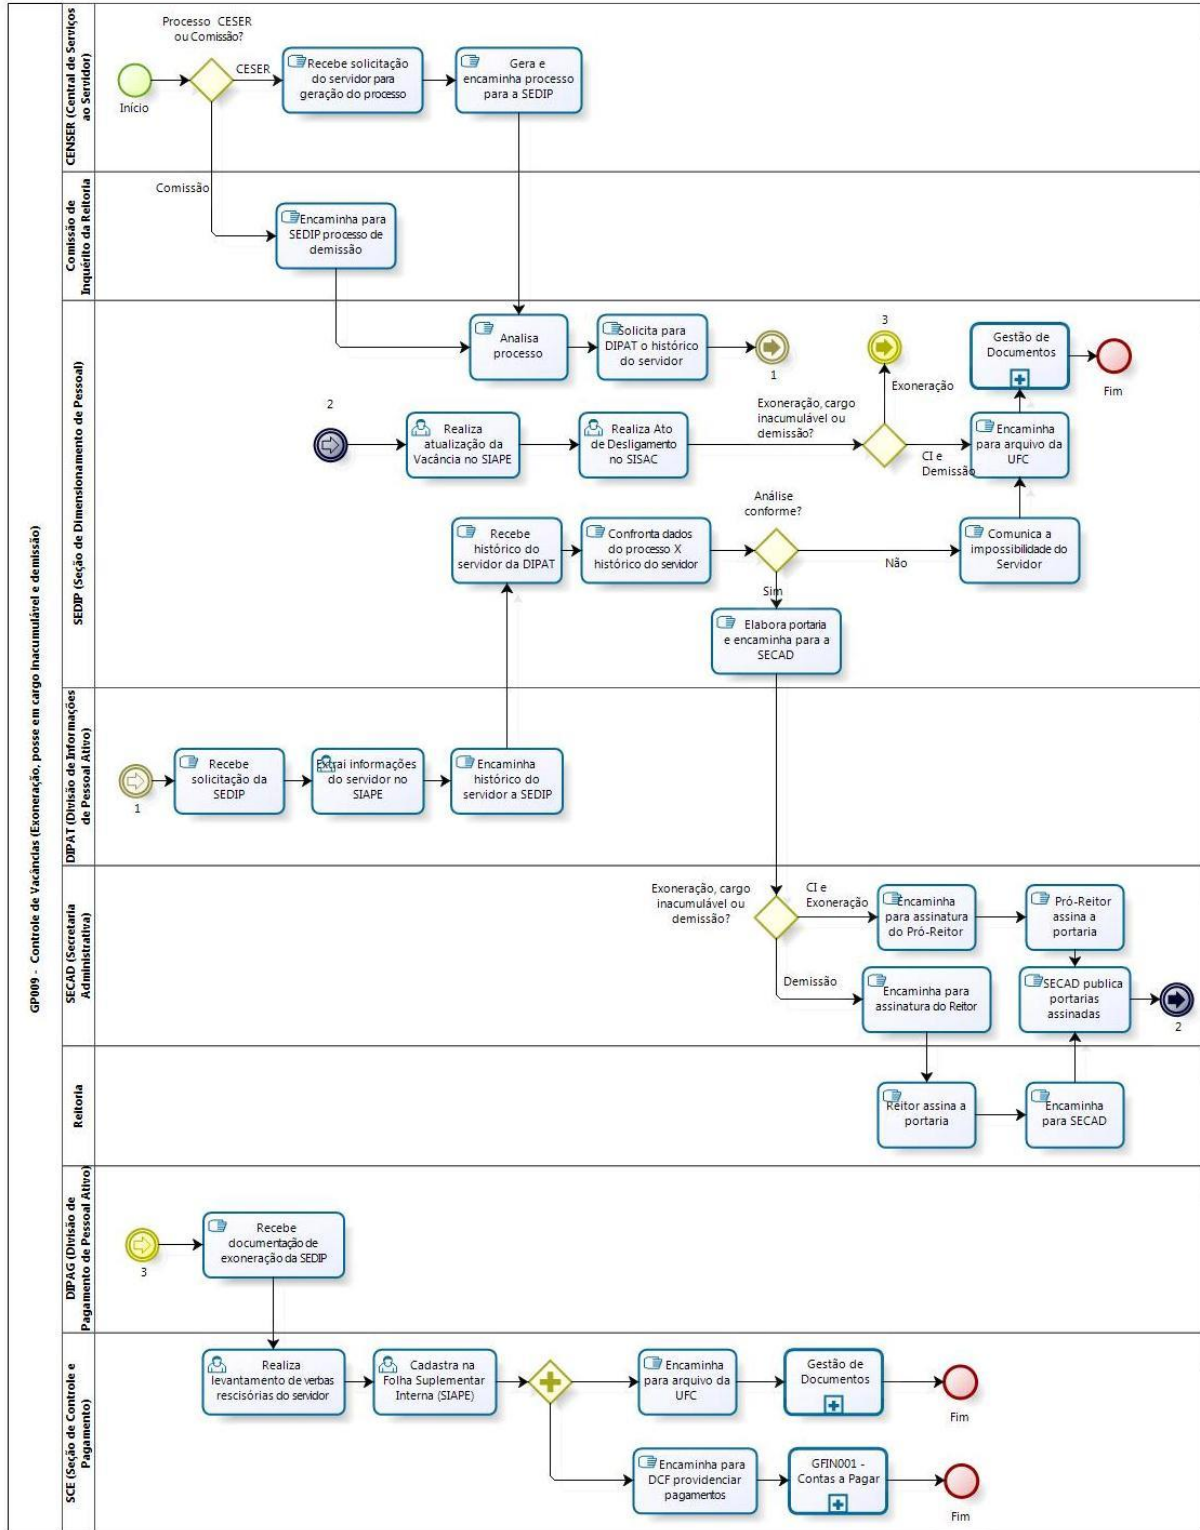 GP009 - Controle de Vacâncias (Exoneração, posse em cargo inacumulável e demissão)
CENSER (Central de Serviços
ao Servidor)
Processo CESER
ou Comissão?
Início
CESER
Recebe solicitação
do servidor para
geração do processo
Gera e
encaminha processo
para a SEDIP
Comissão
Comissão de
Inquérito da Reitoria
Encaminha para
SEDIP processo de
demissão
SEDIP (Seção de Dimensionamento de Pessoal)
Analisa
processo
Solicita para
DIPAT o histórico
do servidor
1
3
Exoneração
Gestão de
Documentos
Fim
2
Realiza
atualização da
Vacância no SIAPE
Realiza Ato
de Desligamento
no SISAC
Exoneração, cargo
inacumulável ou
demissão?
CI e
Demissão
Encaminha
para arquivo da
UFC
Recebe
histórico do
servidor da DIPAT
Confronta dados
do processo X
histórico do servidor
Análise
conforme?
Não
Sim
Comunica a
impossibilidade do
Servidor
Elabora portaria
e encaminha para a
SECAD
DIPAT (Divisão de Informações
de Pessoal Ativo)
1
Recebe
solicitação da
SEDIP
Extrai informações
do servidor no
SIAPE
Encaminha
histórico do
servidor a SEDIP
SECAD (Secretaria
Administrativa)
Exoneração, cargo
inacumulável ou
demissão?
CI e
Exoneração
Encaminha
para assinatura
do Pró-Reitor
Pró-Reitor
assina a
portaria
Demissão
Encaminha para
assinatura do Reitor
SECAD publica
portarias
assinadas
2
Reitoria
Reitor assina a
portaria
Encaminha
para SECAD
DIPAG (Divisão de
Pagamento de Pessoal Ativo)
3
Recebe
documentação de
exoneração da SEDIP
SCE (Seção de Controle e
Pagamento)
Realiza
levantamento de verbas
rescisórias do servidor
Cadastra na
Folha Suplementar
Interna (SIAPE)
Encaminha
para arquivo da
UFC
Gestão de
Documentos
Fim
Encaminha para
DCF providenciar
pagamentos
GFIN001 -
Contas a Pagar
Fim